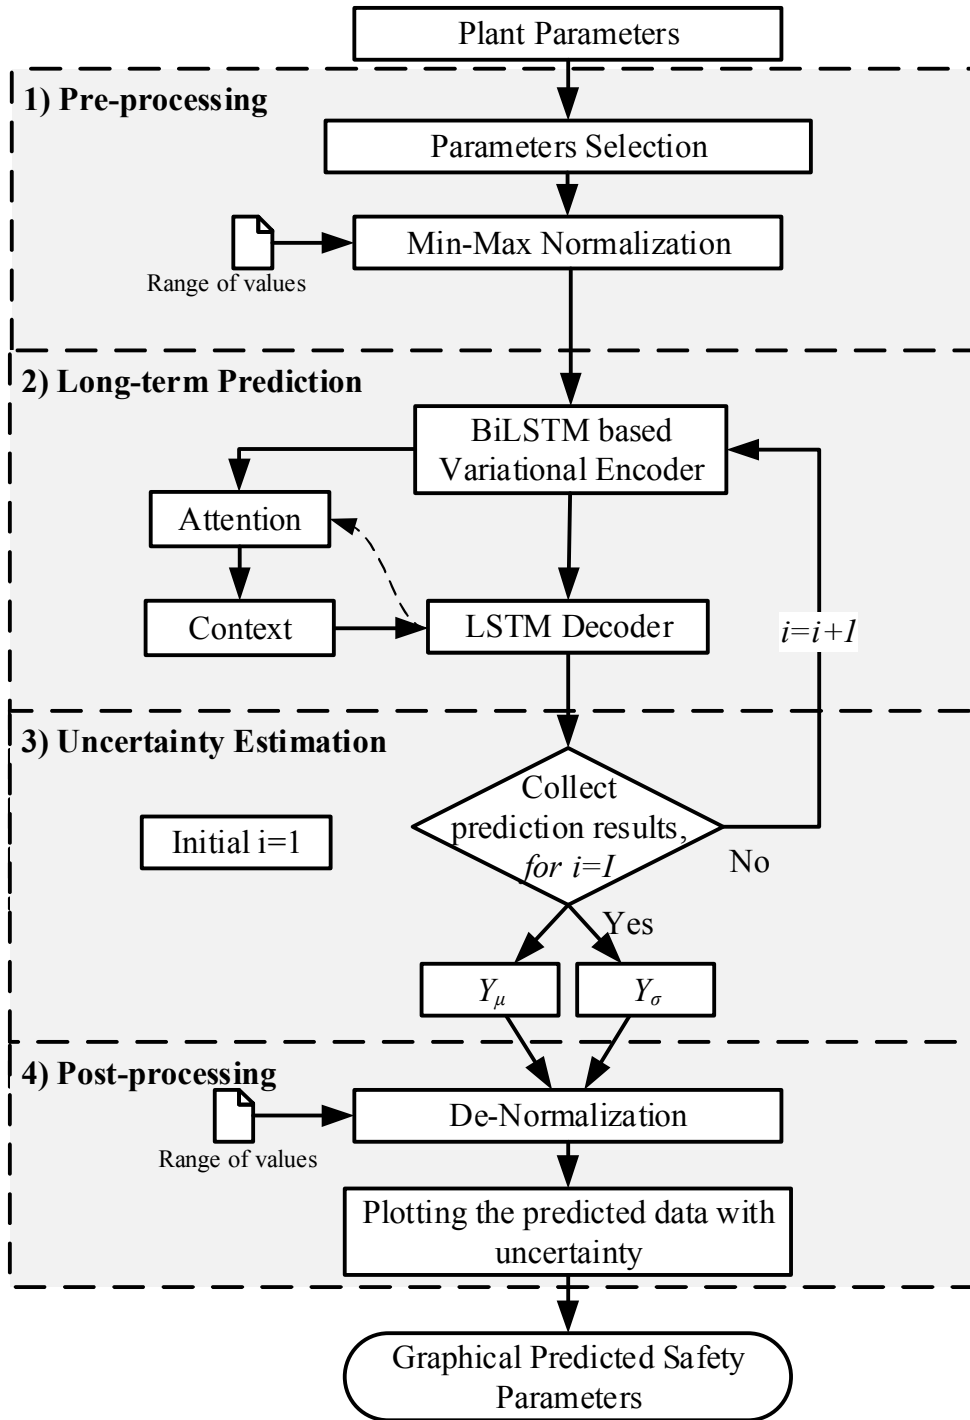 Plant Parameters
1) Pre-processing
Parameters Selection
Min-Max Normalization
Range of values
2) Long-term Prediction
BiLSTM based
Variational Encoder
Attention
Context
LSTM Decoder
i=i+1
3) Uncertainty Estimation
Collect
prediction results,
for i=I
Initial i=1
No
Yes
Yμ
Yσ
4) Post-processing
De-Normalization
Range of values
Plotting the predicted data with
uncertainty
Graphical Predicted Safety
Parameters